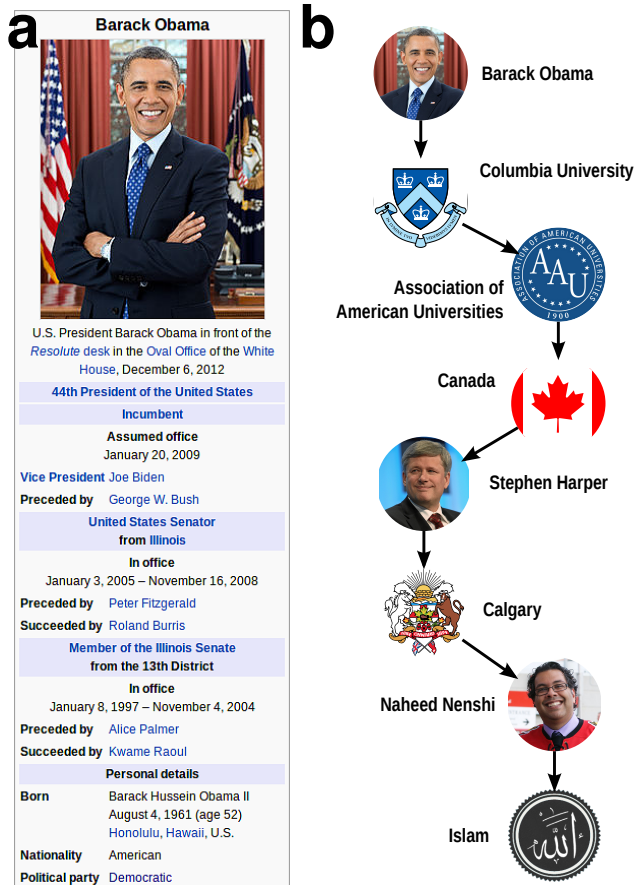 a
Barack Obama
U.S. President Barack Obama in front of the
Resolute desk in the Oval Office of the White
House, December 6, 2012
44th President of the United States
Incumbent
Assumed office
January 20, 2009
Vice President Joe Biden
Preceded by George W. Bush
United States Senator
from Illinois
In office
January 3, 2005 – November 16, 2008
Preceded by Peter Fitzgerald
Succeeded by Roland Burris
Member of the Illinois Senate
from the 13th District
In office
January 8, 1997 – November 4, 2004
Preceded by Alice Palmer
Succeeded by Kwame Raoul
Personal details
Born Barack Hussein Obama II
August 4, 1961 (age 52)
Honolulu, Hawaii, U.S.
Nationality American
Political party Democratic
b
Barack Obama
Columbia University
ASSOCIATION OF AMERICAN UNIVERSITIES
AAU
1900
Association of
American Universities
Canada
Stephen Harper
Calgary
Naheed Nenshi
Islam
الله